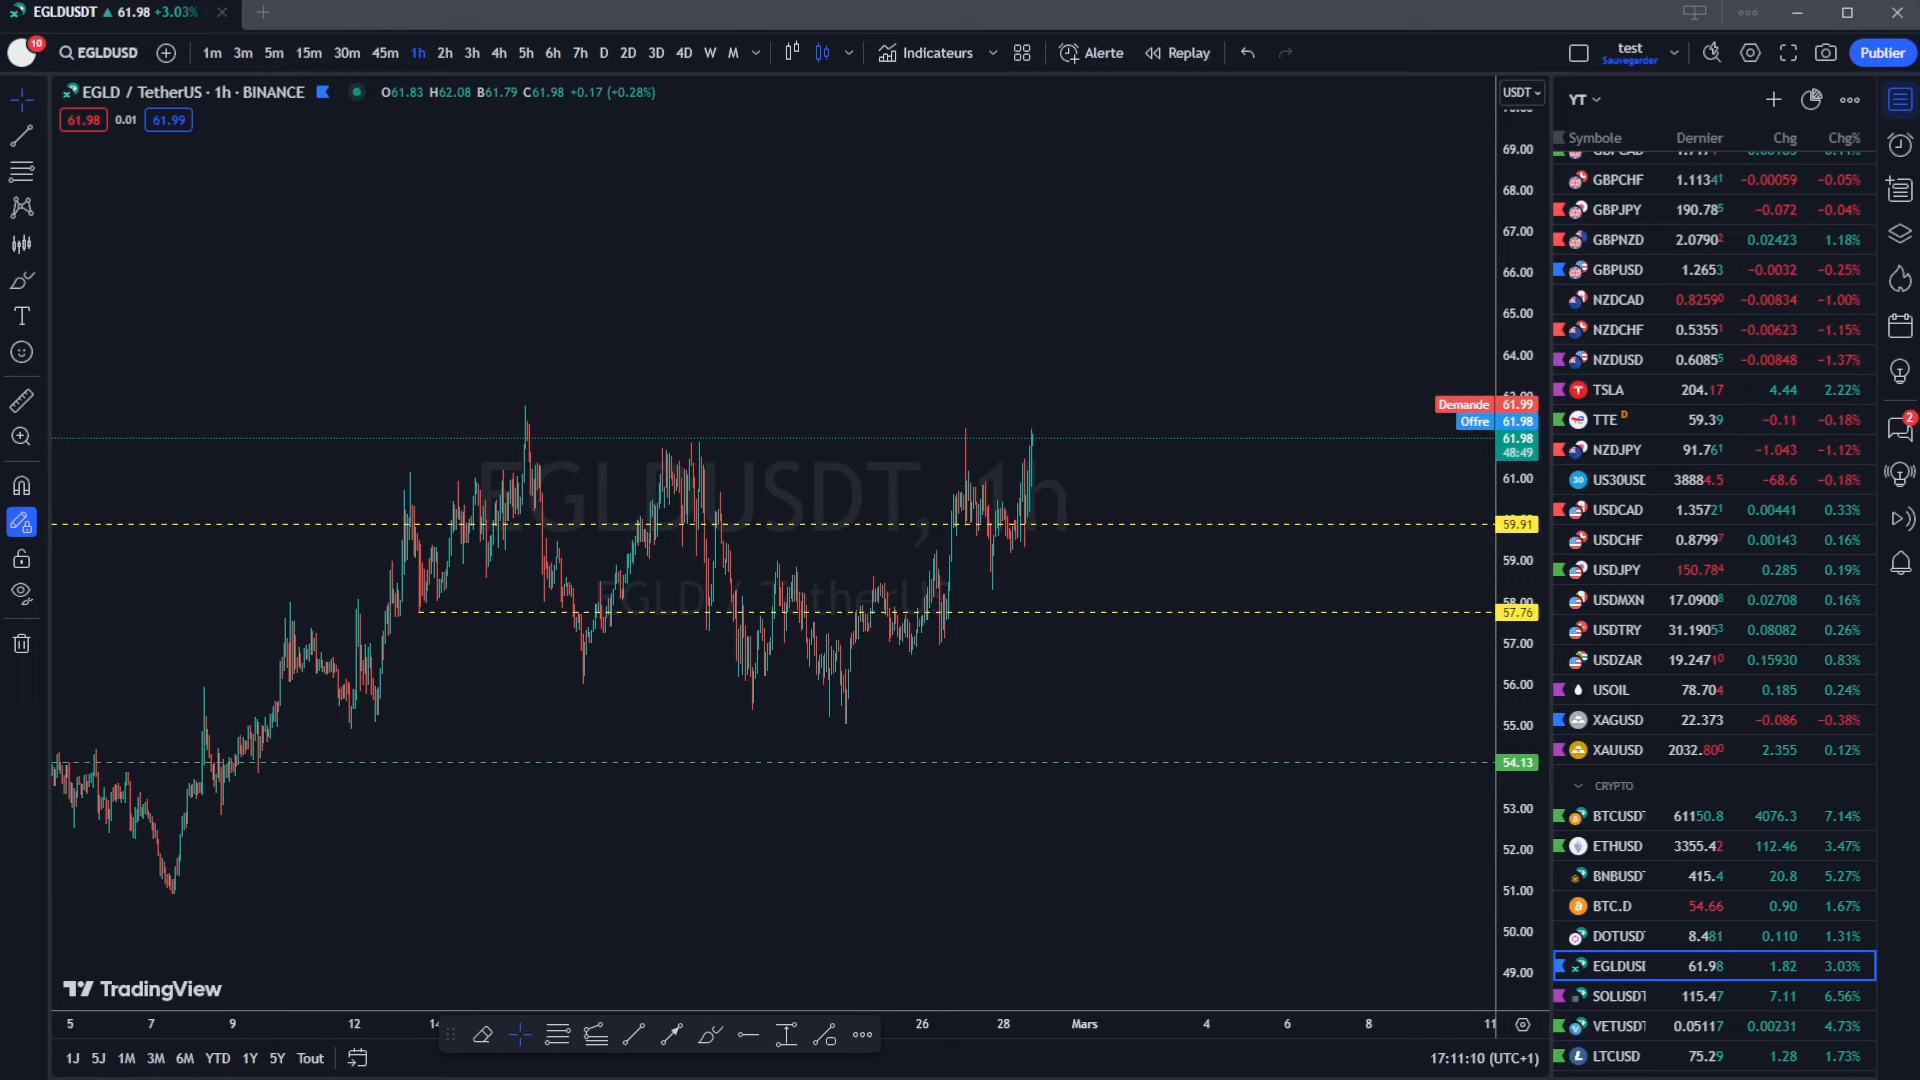 EGLDUSDT ▲ 61.98 +3.03%
10 EGLDUSD 1m 3m 5m 15m 30m 45m 1h 2h 3h 4h 5h 6h 7h D 2D 3D 4D W M Indicateurs Alerte Replay test Sauvegarder Publier
EGLD / TetherUS · 1h · BINANCE O61.83 H62.08 B61.79 C61.98 +0.17 (+0.28%)
61.98 0.01 61.99
USDT
69.00
68.00
67.00
66.00
65.00
64.00
Demande 61.99
Offre 61.98
61.98
48:49
61.00
59.91
59.00
57.76
57.00
56.00
55.00
54.13
53.00
52.00
51.00
50.00
49.00
EGLDUSDT, 1h
EGLD / TetherUS
TradingView
5 7 9 12 26 28 Mars 4 6 8 11
1J 5J 1M 3M 6M YTD 1Y 5Y Tout
17:11:10 (UTC+1)
YT
Symbole Dernier Chg Chg%
GBPCHF 1.11341 −0.00059 −0.05%
GBPJPY 190.785 −0.072 −0.04%
GBPNZD 2.07902 0.02423 1.18%
GBPUSD 1.2653 −0.0032 −0.25%
NZDCAD 0.82590 −0.00834 −1.00%
NZDCHF 0.53551 −0.00623 −1.15%
NZDUSD 0.60855 −0.00848 −1.37%
TSLA 204.17 4.44 2.22%
TTE D 59.39 −0.11 −0.18%
NZDJPY 91.761 −1.043 −1.12%
US30USD 38884.5 −68.6 −0.18%
USDCAD 1.35721 0.00441 0.33%
USDCHF 0.87997 0.00143 0.16%
USDJPY 150.784 0.285 0.19%
USDMXN 17.09008 0.02708 0.16%
USDTRY 31.19053 0.08082 0.26%
USDZAR 19.24710 0.15930 0.83%
USOIL 78.704 0.185 0.24%
XAGUSD 22.373 −0.086 −0.38%
XAUUSD 2032.800 2.355 0.12%
CRYPTO
BTCUSDT 61150.8 4076.3 7.14%
ETHUSD 3355.42 112.46 3.47%
BNBUSDT 415.4 20.8 5.27%
BTC.D 54.66 0.90 1.67%
DOTUSDT 8.481 0.110 1.31%
EGLDUSD 61.98 1.82 3.03%
SOLUSDT 115.47 7.11 6.56%
VETUSDT 0.05117 0.00231 4.73%
LTCUSD 75.29 1.28 1.73%
2